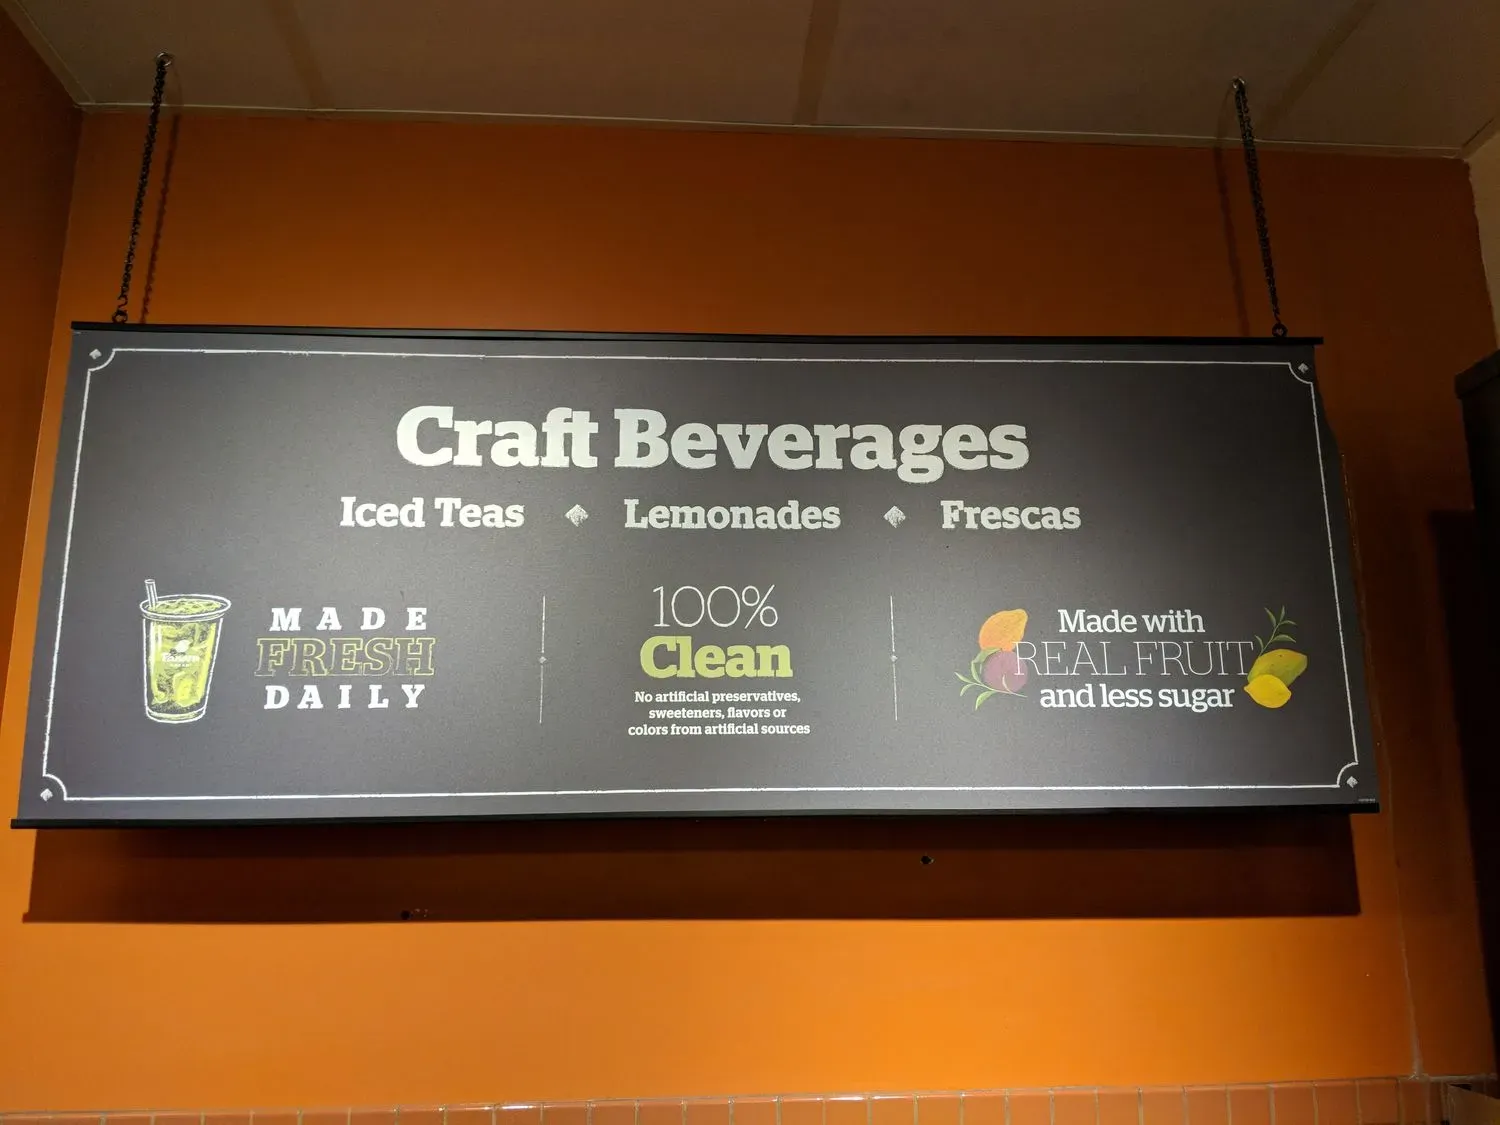 Craft Beverages
Iced Teas
Lemonades
Frescas
MADE
FRESH
DAILY
100%
Clean
No artificial preservatives,
sweeteners, flavors or
colors from artificial sources
Made with
REAL FRUIT
and less sugar
Panera